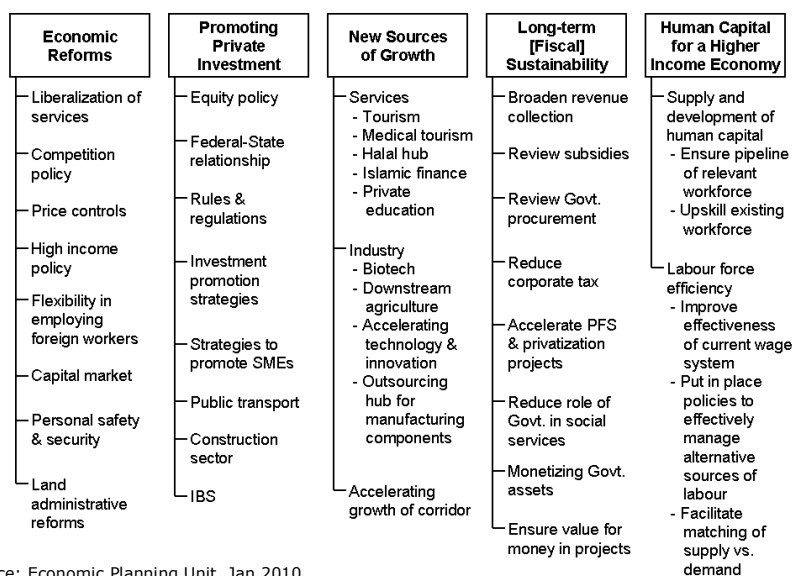 Economic
Reforms
Liberalization of
services
Competition
policy
Price controls
High income
policy
Flexibility in
employing
foreign workers
Capital market
Personal safety
& security
Land
administrative
reforms
Promoting
Private
Investment
Equity policy
Federal-State
relationship
Rules &
regulations
Investment
promotion
strategies
Strategies to
promote SMEs
Public transport
Construction
sector
IBS
New Sources
of Growth
Services
- Tourism
- Medical tourism
- Halal hub
- Islamic finance
- Private
education
Industry
- Biotech
- Downstream
agriculture
- Accelerating
technology &
innovation
- Outsourcing
hub for
manufacturing
components
Accelerating
growth of corridor
Long-term
[Fiscal]
Sustainability
Broaden revenue
collection
Review subsidies
Review Govt.
procurement
Reduce
corporate tax
Accelerate PFS
& privatization
projects
Reduce role of
Govt. in social
services
Monetizing Govt.
assets
Ensure value for
money in projects
Human Capital
for a Higher
Income Economy
Supply and
development of
human capital
- Ensure pipeline
of relevant
workforce
- Upskill existing
workforce
Labour force
efficiency
- Improve
effectiveness
of current wage
system
- Put in place
policies to
effectively
manage
alternative
sources of
labour
- Facilitate
matching of
supply vs.
demand
ce: Economic Planning Unit, Jan 2010